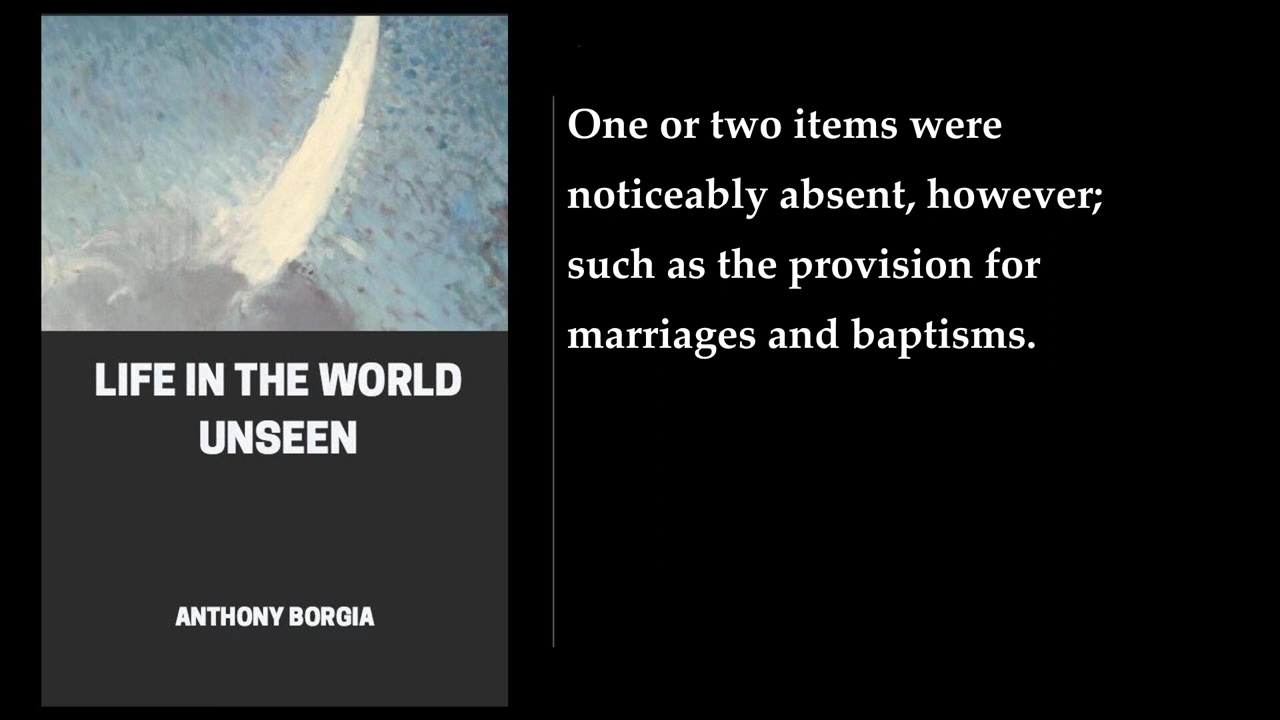 LIFE IN THE WORLD
UNSEEN
ANTHONY BORGIA
One or two items were
noticeably absent, however;
such as the provision for
marriages and baptisms.